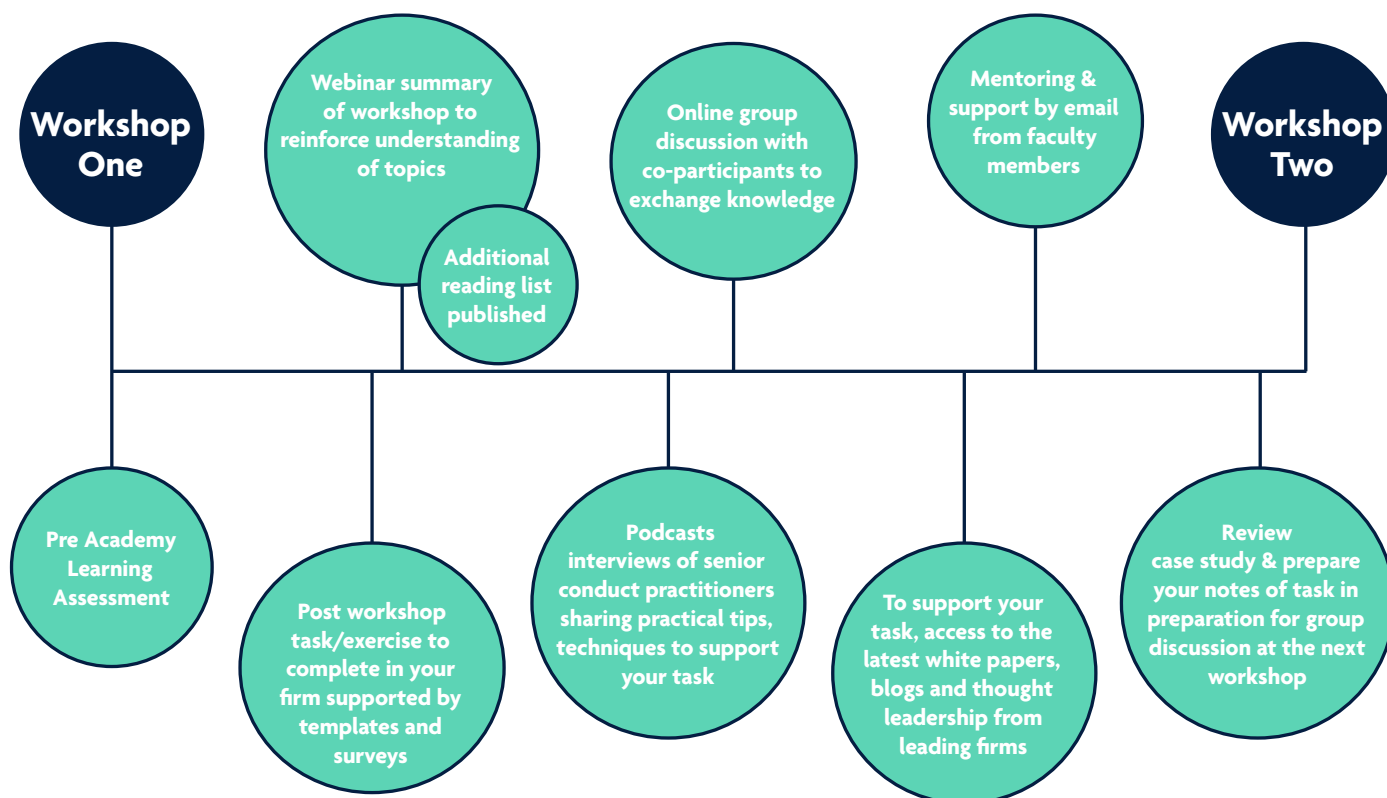 Workshop
One
Webinar summary
of workshop to
reinforce understanding
of topics
Additional
reading list
published
Online group
discussion with
co-participants to
exchange knowledge
Mentoring &
support by email
from faculty
members
Workshop
Two
Pre Academy
Learning
Assessment
Post workshop
task/exercise to
complete in your
firm supported by
templates and
surveys
Podcasts
interviews of senior
conduct practitioners
sharing practical tips,
techniques to support
your task
To support your
task, access to the
latest white papers,
blogs and thought
leadership from
leading firms
Review
case study & prepare
your notes of task in
preparation for group
discussion at the next
workshop